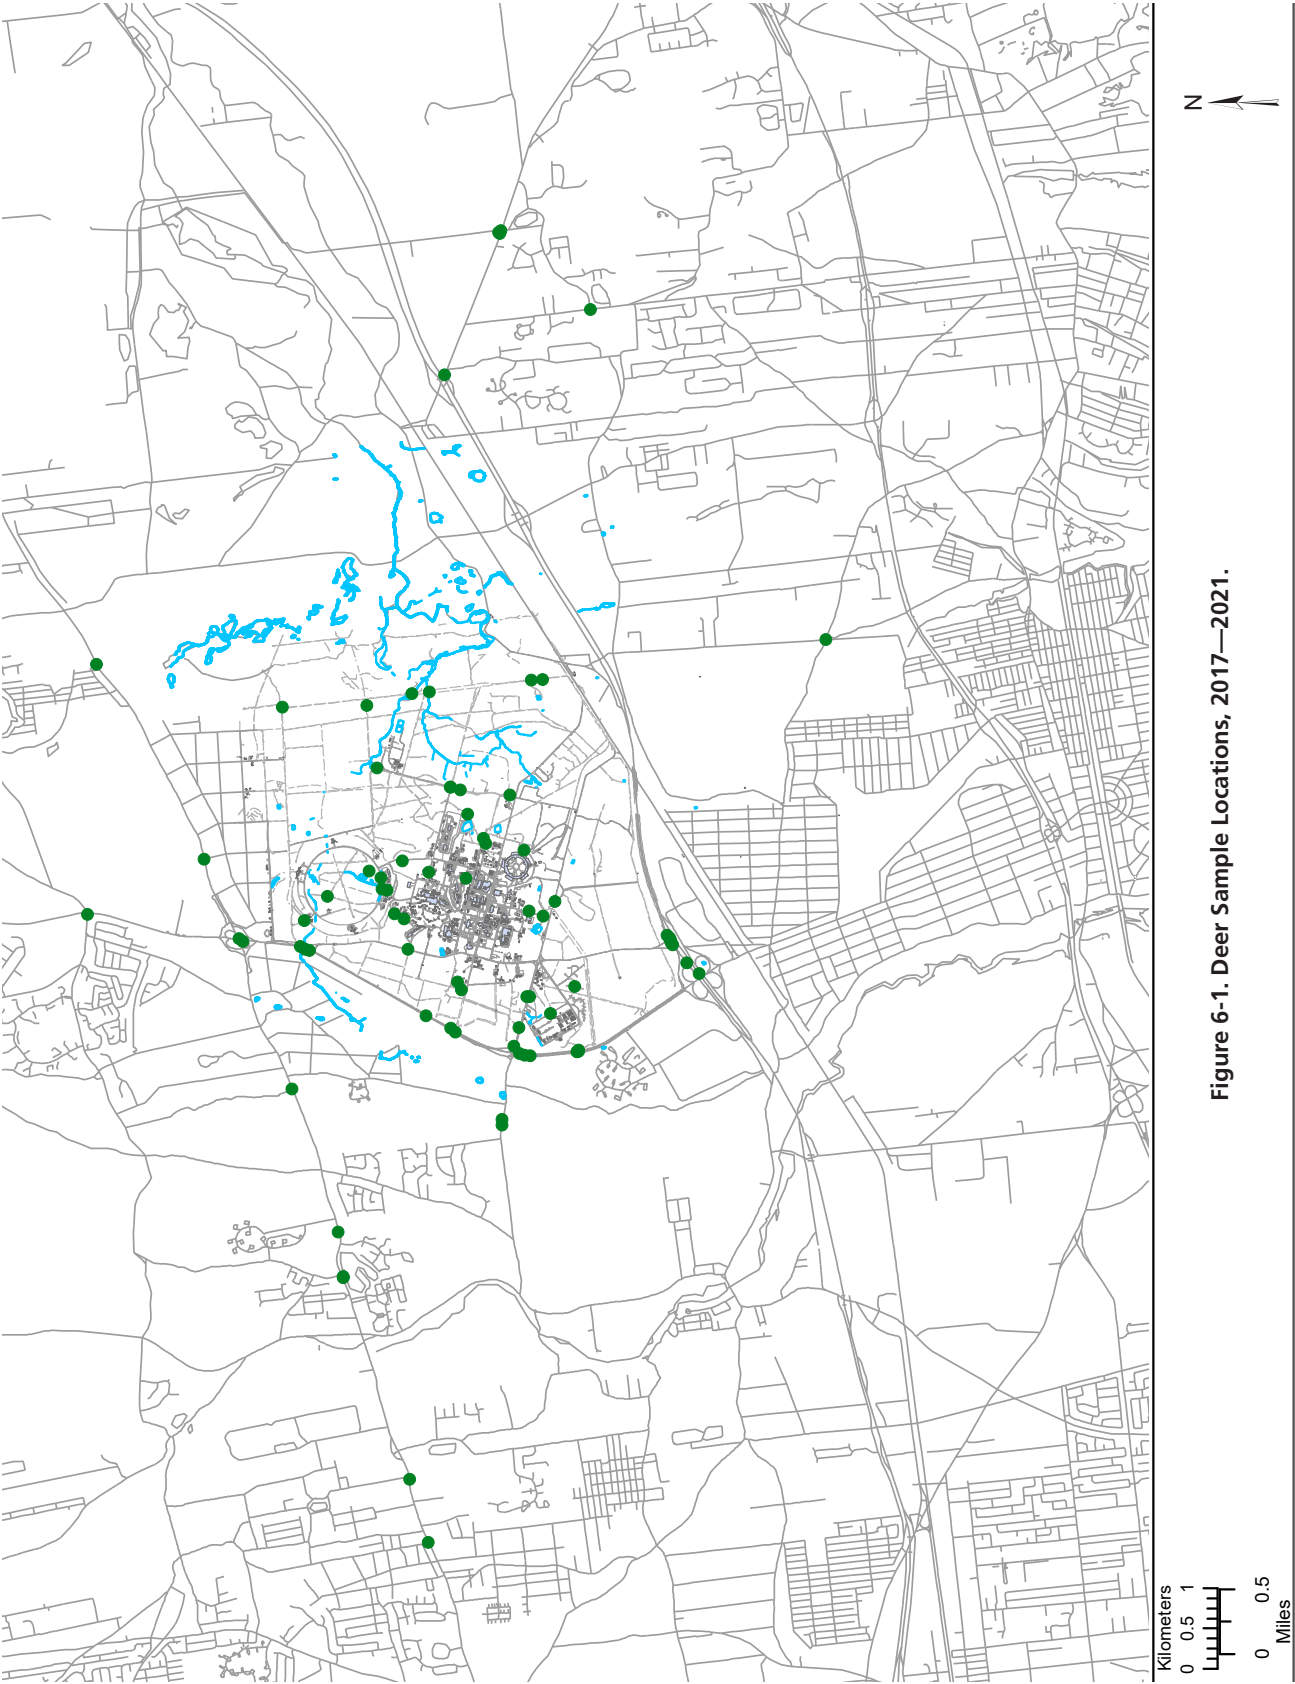 N
Figure 6-1. Deer Sample Locations, 2017—2021.
Kilometers
0 0.5 1
0 0.5
Miles